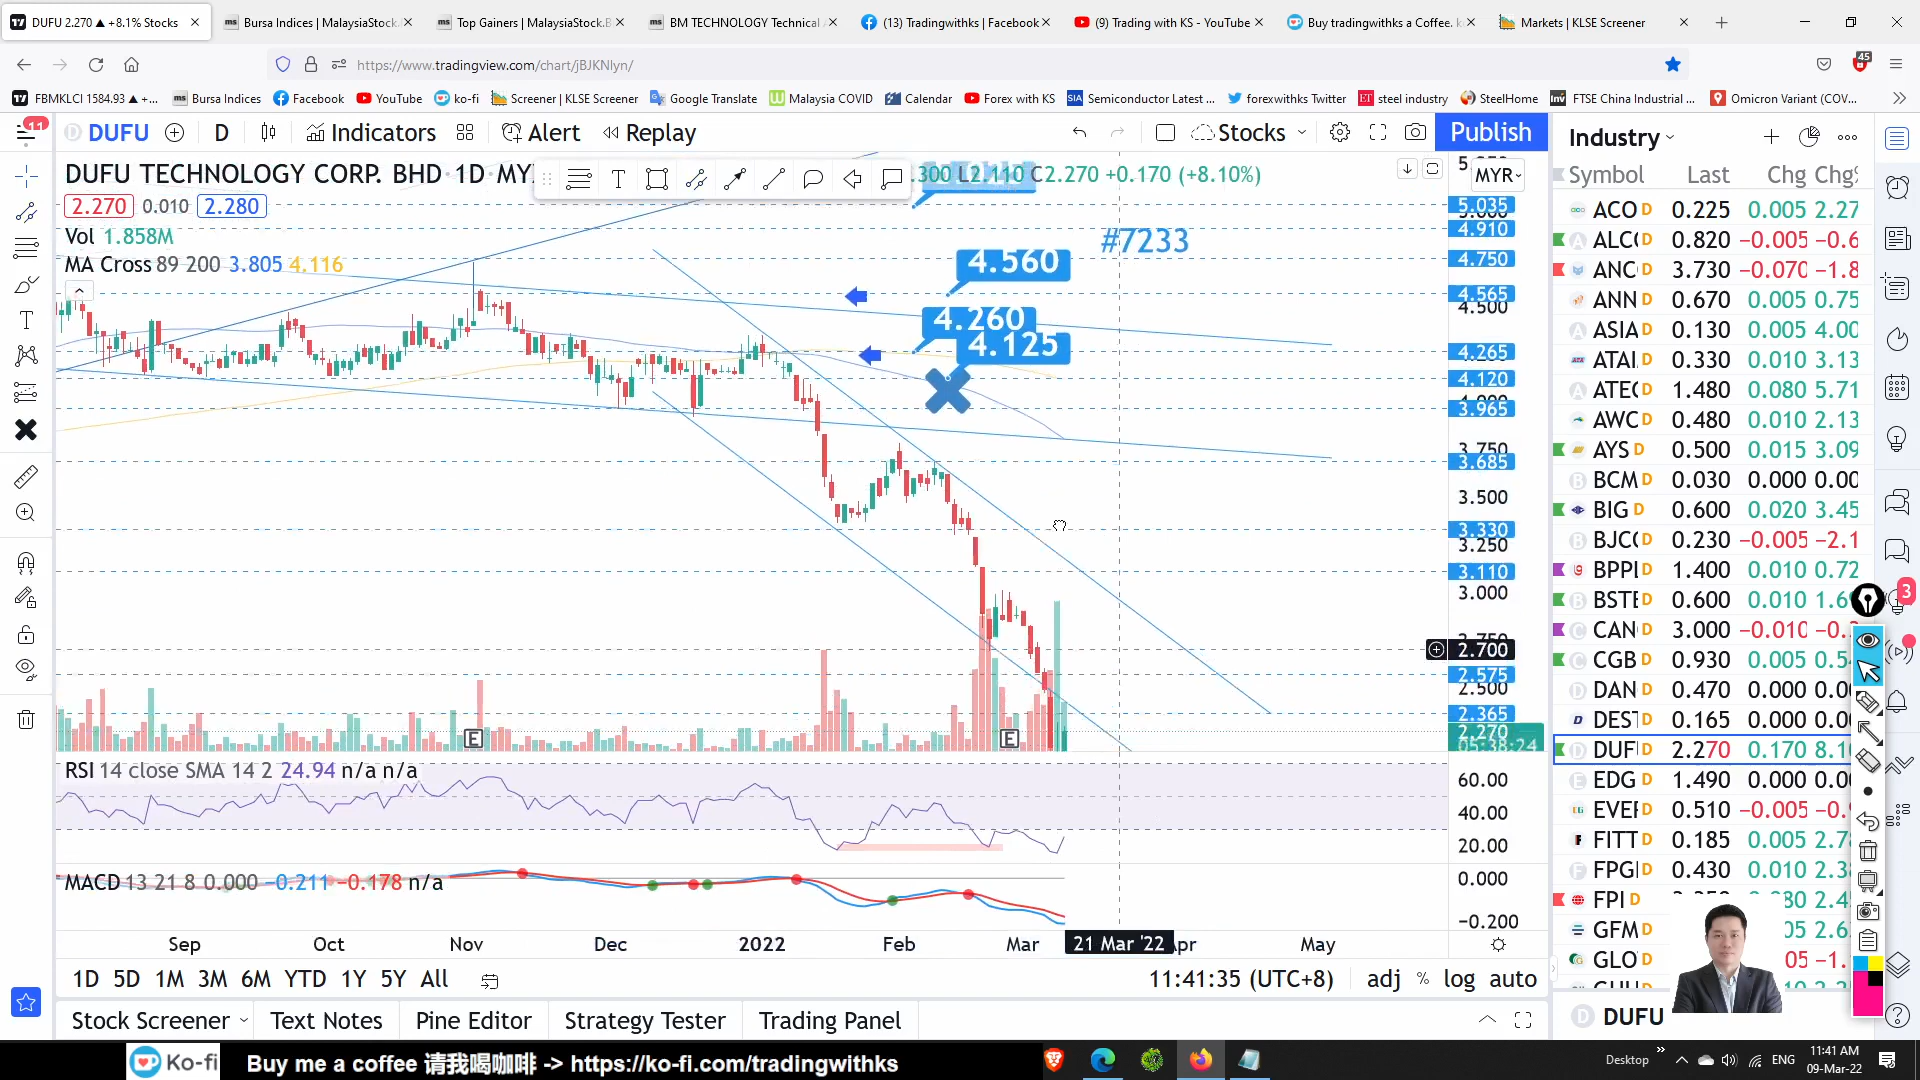 DUFU 2.270 ▲ +8.1% Stocks
Bursa Indices | MalaysiaStock.
Top Gainers | MalaysiaStock.B
BM TECHNOLOGY Technical
(13) Tradingwithks | Facebook
(9) Trading with KS - YouTube
Buy tradingwithks a Coffee. k
Markets | KLSE Screener
https://www.tradingview.com/chart/jBJKNlyn/
45
FBMKLCI 1584.93 ▲ +...
Bursa Indices
Facebook
YouTube
ko-fi
Screener | KLSE Screener
Google Translate
Malaysia COVID
Calendar
Forex with KS
Semiconductor Latest ...
forexwithks Twitter
steel industry
SteelHome
FTSE China Industrial ...
Omicron Variant (COV...
11
DUFU
D
Indicators
Alert
Replay
Stocks
Publish
Industry
DUFU TECHNOLOGY CORP. BHD 1D MY
.300 L2.110 C2.270 +0.170 (+8.10%)
MYR
2.270 0.010 2.280
Vol 1.858M
MA Cross 89 200 3.805 4.116
#7233
4.560
4.260
4.125
5.035
4.910
4.750
4.565
4.500
4.265
4.120
3.965
3.750
3.685
3.500
3.330
3.250
3.110
3.000
2.750
2.700
2.575
2.500
2.365
2.270
05:38:24
E
E
RSI 14 close SMA 14 2 24.94 n/a n/a
60.00
40.00
20.00
MACD 13 21 8 0.000 −0.211 −0.178 n/a
0.000
−0.200
Sep Oct Nov Dec 2022 Feb Mar 21 Mar '22 Apr May
1D 5D 1M 3M 6M YTD 1Y 5Y All
11:41:35 (UTC+8) adj % log auto
Stock Screener
Text Notes
Pine Editor
Strategy Tester
Trading Panel
Symbol Last Chg Chg%
ACO D 0.225 0.005 2.27
ALC D 0.820 −0.005 −0.6
ANC D 3.730 −0.070 −1.8
ANN D 0.670 0.005 0.75
ASIA D 0.130 0.005 4.00
ATAI D 0.330 0.010 3.13
ATEC D 1.480 0.080 5.71
AWC D 0.480 0.010 2.13
AYS D 0.500 0.015 3.09
BCM D 0.030 0.000 0.00
BIG D 0.600 0.020 3.45
BJC D 0.230 −0.005 −2.1
BPPI D 1.400 0.010 0.72
BSTE D 0.600 0.010 1.6
CAN D 3.000 −0.010
CGB D 0.930 0.005 0.5
DAN D 0.470 0.000 0.0
DEST D 0.165 0.000 0.0
DUF D 2.270 0.170 8.1
EDG D 1.490 0.000 0.0
EVEF D 0.510 −0.005
FITT D 0.185 0.005 2.7
FPG D 0.430 0.010 2.3
FPI D
GFM D
GLO D
3
DUFU
Ko-fi
Buy me a coffee 请我喝咖啡 -> https://ko-fi.com/tradingwithks
Desktop
ENG
11:41 AM
09-Mar-22